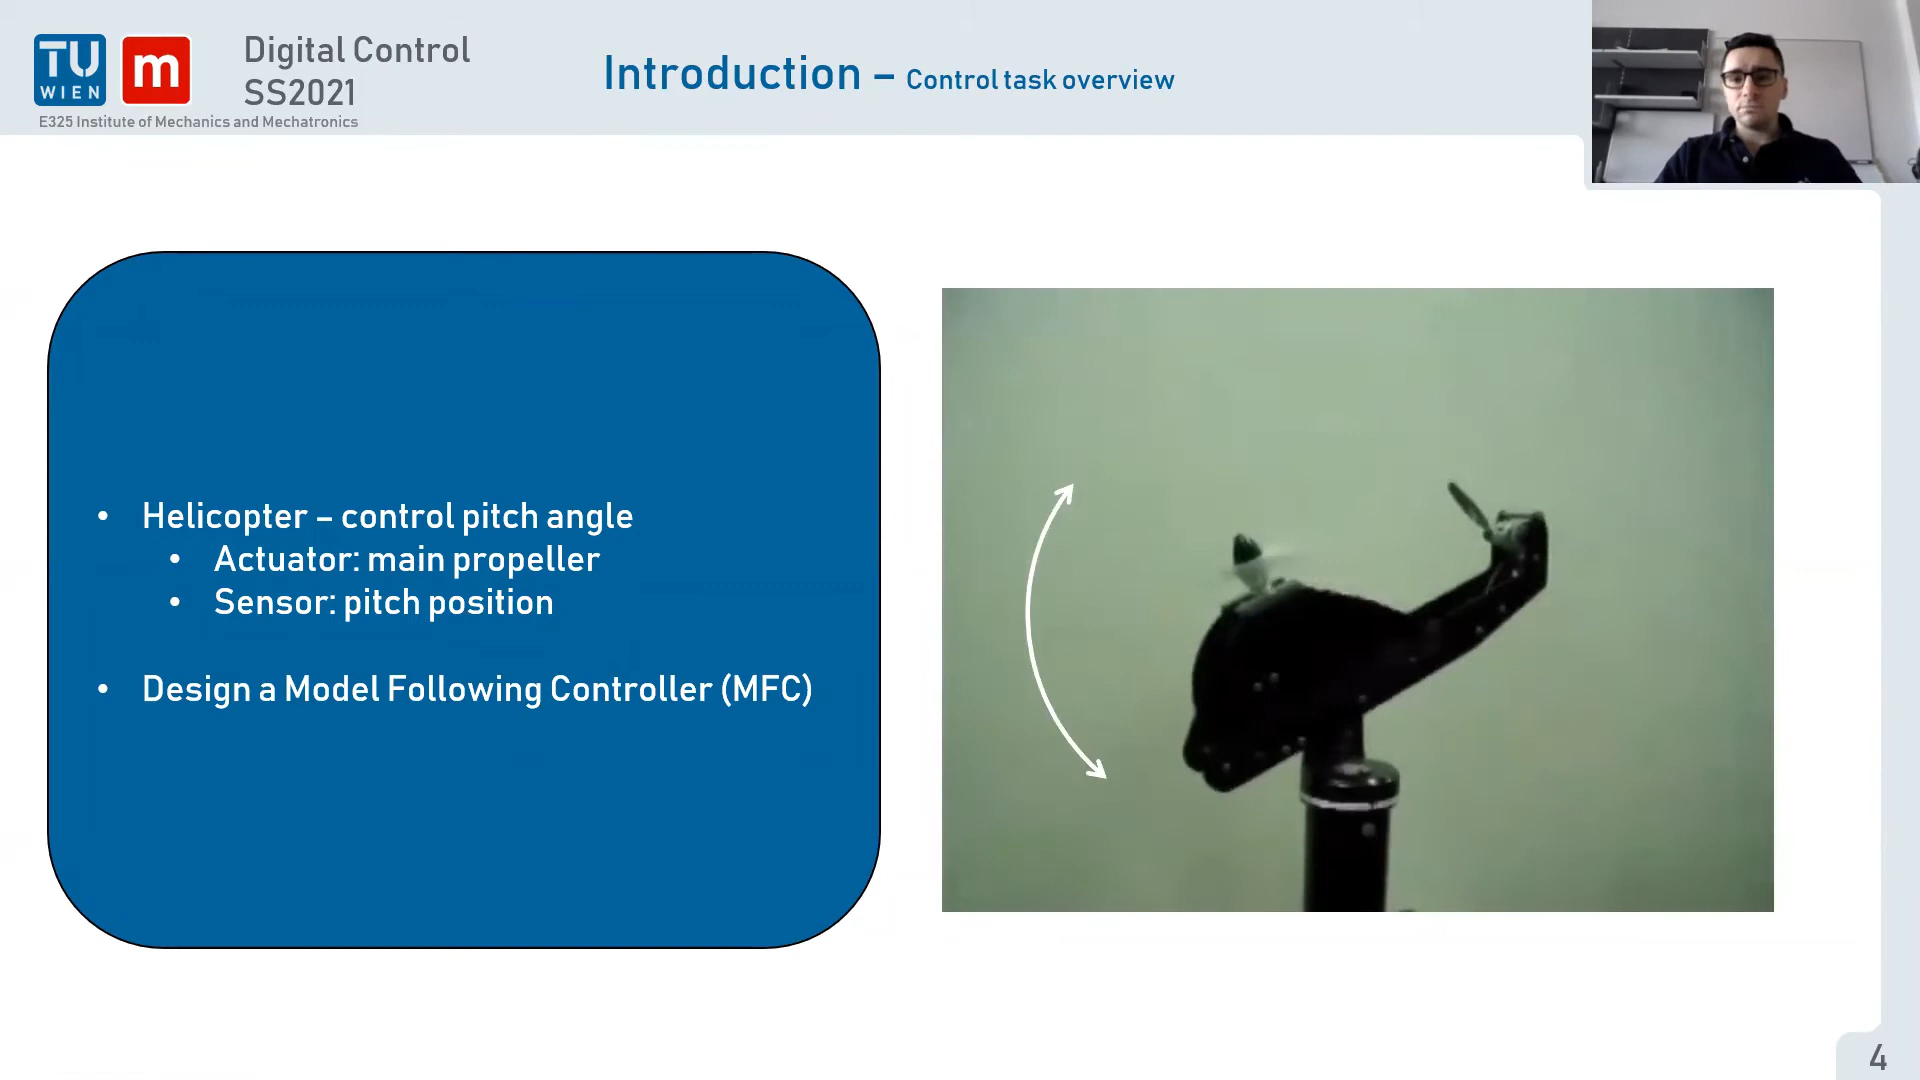 TU
WIEN
m
Digital Control
SS2021
E325 Institute of Mechanics and Mechatronics
Introduction – Control task overview
• Helicopter – control pitch angle
• Actuator: main propeller
• Sensor: pitch position
• Design a Model Following Controller (MFC)
4